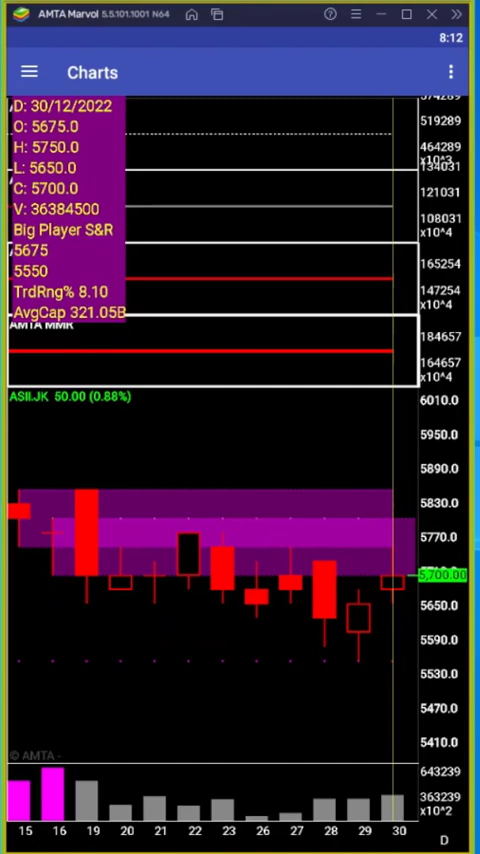 AMTA Marvol 5.5.101.1001 N64
8:12
Charts
D: 30/12/2022
O: 5675.0
H: 5750.0
L: 5650.0
C: 5700.0
V: 36384500
Big Player S&R
5675
5550
TrdRng% 8.10
AvgCap 321.05B
574289
519289
464289
x10^3
134031
121031
108031
x10^4
165254
147254
x10^4
AMTA MMR
184657
164657
x10^4
ASII.JK 50.00 (0.88%)
6010.0
5950.0
5890.0
5830.0
5770.0
5,700.00
5650.0
5590.0
5530.0
5470.0
5410.0
© AMTA -
643239
363239
x10^2
15 16 19 20 21 22 23 26 27 28 29 30
D